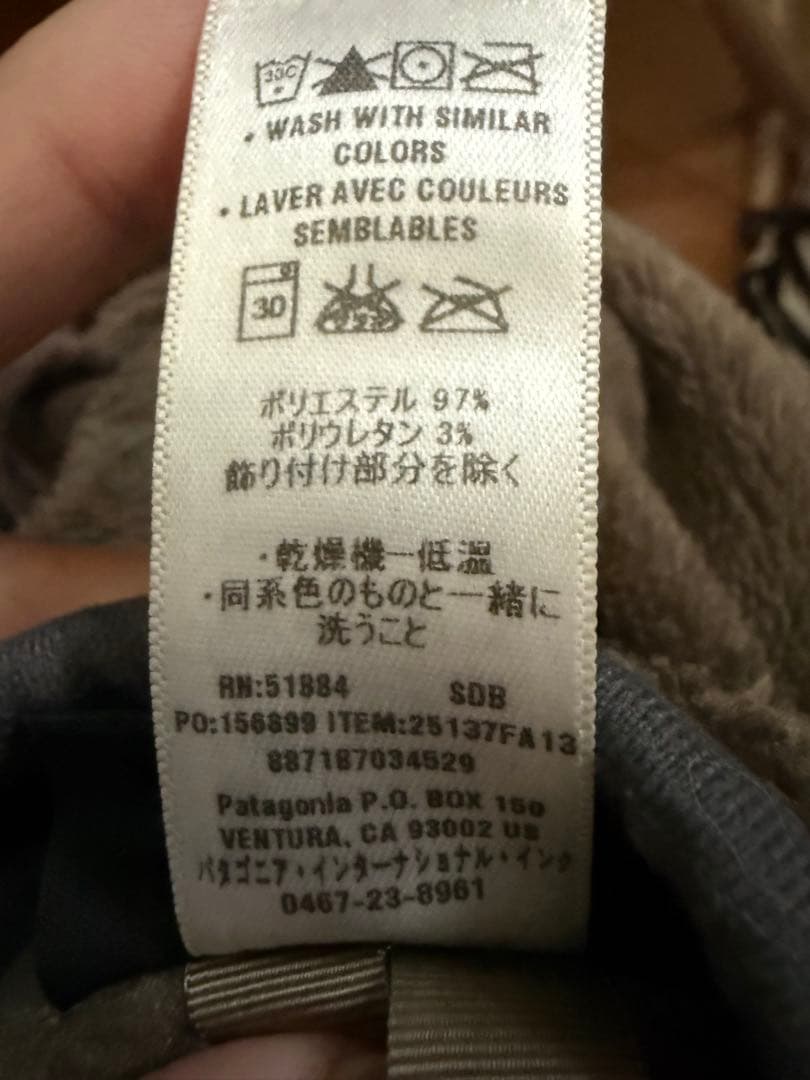 30C
• WASH WITH SIMILAR
COLORS
• LAVER AVEC COULEURS
SEMBLABLES
30
ポリエステル 97%
ポリウレタン 3%
飾り付け部分を除く
・乾燥機一低温
・同系色のものと一緒に
洗うこと
RN:51884 SDB
PO:156899 ITEM:25137FA13
887187034529
Patagonia P.O. BOX 150
VENTURA, CA 93002 US
パタゴニア・インターナショナル・インク
0467-23-8961